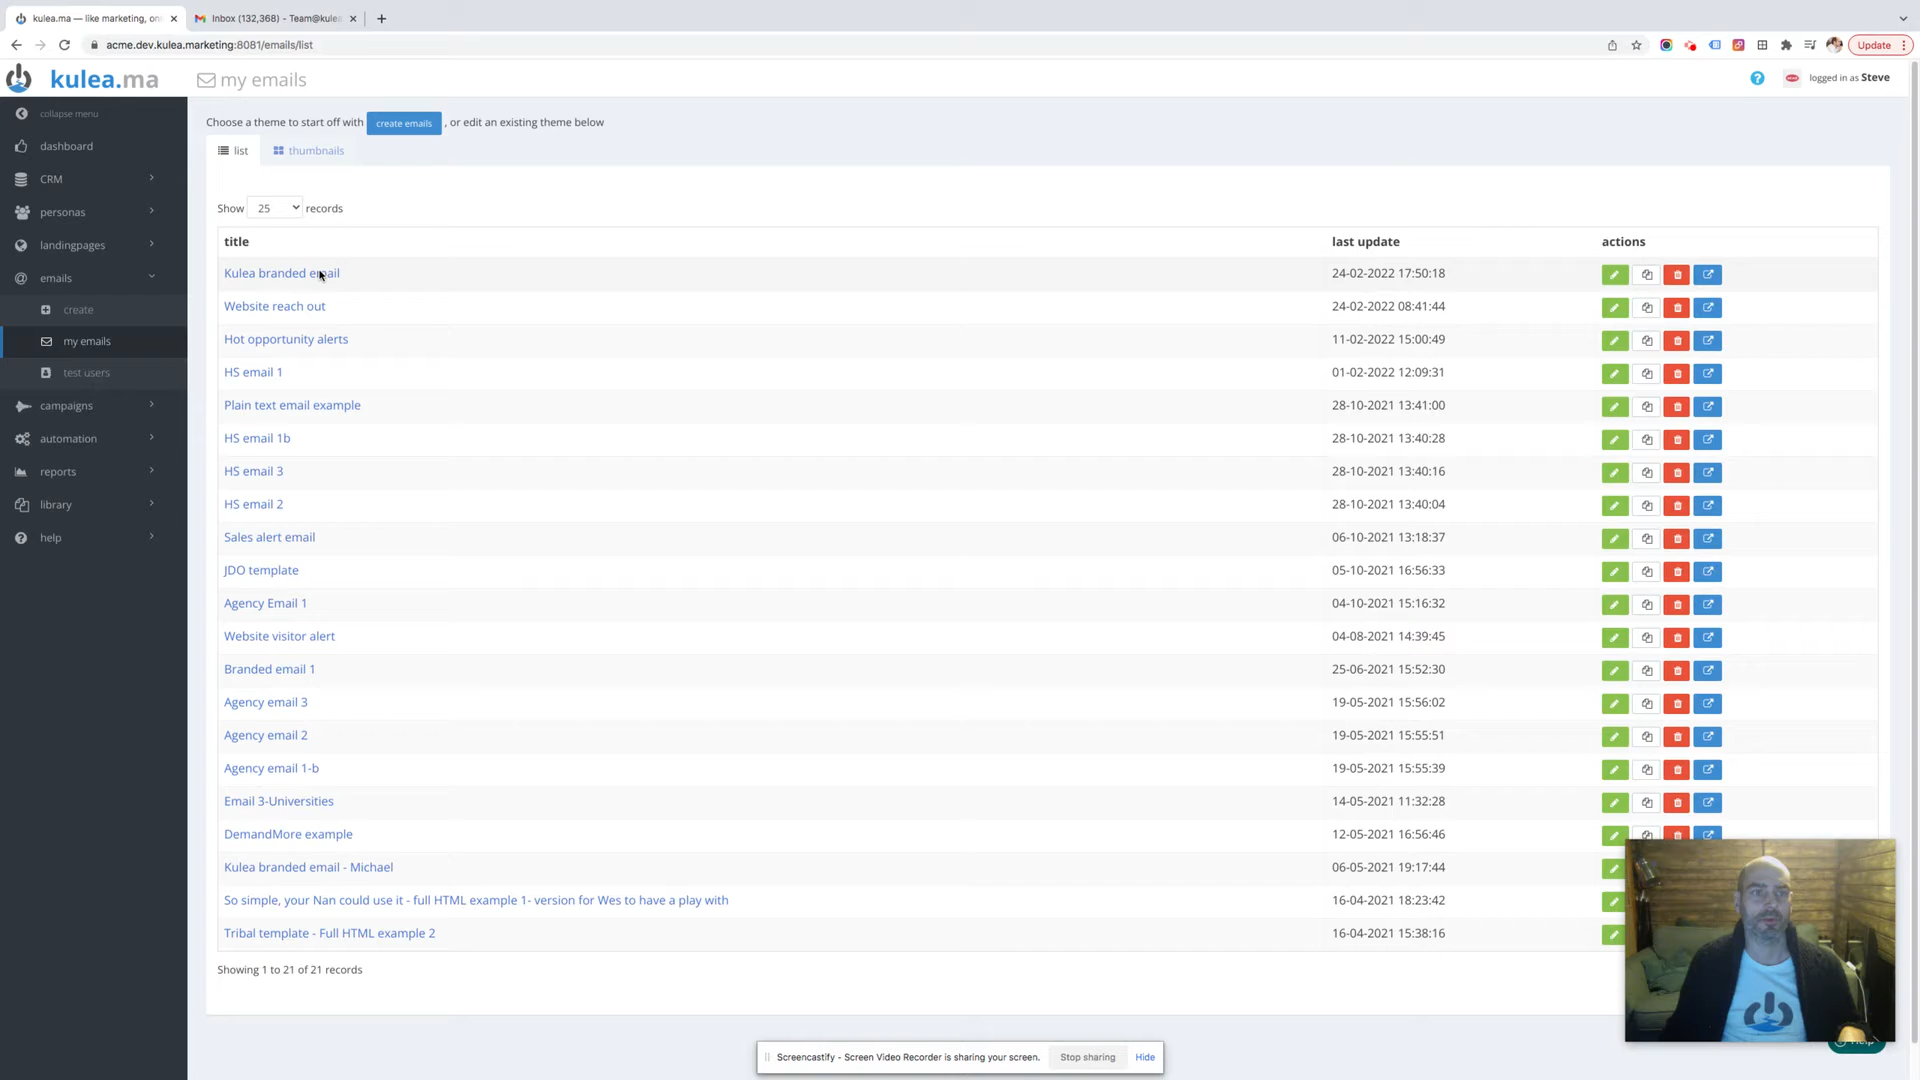 kulea.ma — like marketing, on
Inbox (132,368) - Team@kulea
acme.dev.kulea.marketing:8081/emails/list
Update
kulea.ma
my emails
logged in as Steve
collapse menu
dashboard
CRM
personas
landingpages
emails
create
my emails
test users
campaigns
automation
reports
library
help
Choose a theme to start off with create emails , or edit an existing theme below
list
thumbnails
Show 25 records
title last update actions
Kulea branded email 24-02-2022 17:50:18
Website reach out 24-02-2022 08:41:44
Hot opportunity alerts 11-02-2022 15:00:49
HS email 1 01-02-2022 12:09:31
Plain text email example 28-10-2021 13:41:00
HS email 1b 28-10-2021 13:40:28
HS email 3 28-10-2021 13:40:16
HS email 2 28-10-2021 13:40:04
Sales alert email 06-10-2021 13:18:37
JDO template 05-10-2021 16:56:33
Agency Email 1 04-10-2021 15:16:32
Website visitor alert 04-08-2021 14:39:45
Branded email 1 25-06-2021 15:52:30
Agency email 3 19-05-2021 15:56:02
Agency email 2 19-05-2021 15:55:51
Agency email 1-b 19-05-2021 15:55:39
Email 3-Universities 14-05-2021 11:32:28
DemandMore example 12-05-2021 16:56:46
Kulea branded email - Michael 06-05-2021 19:17:44
So simple, your Nan could use it - full HTML example 1- version for Wes to have a play with 16-04-2021 18:23:42
Tribal template - Full HTML example 2 16-04-2021 15:38:16
Showing 1 to 21 of 21 records
Screencastify - Screen Video Recorder is sharing your screen.
Stop sharing
Hide